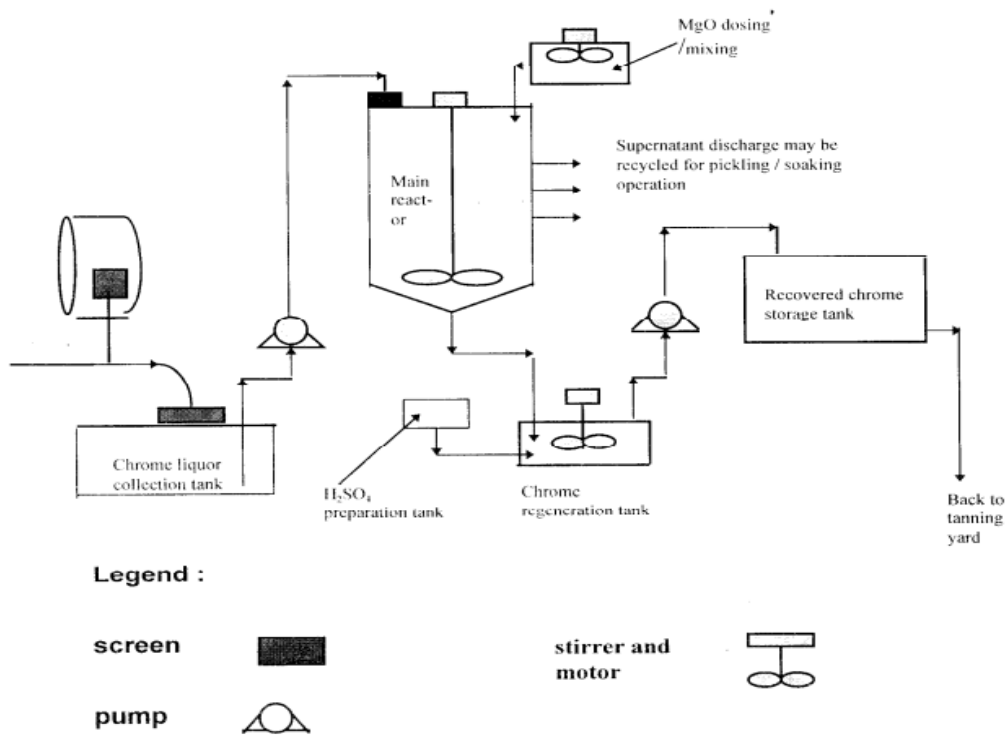 MgO dosing
/mixing
Supernatant discharge may be
recycled for pickling / soaking
operation
Main
react-
or
Recovered chrome
storage tank
Chrome liquor
collection tank
H₂SO₄
preparation tank
Chrome
regeneration tank
Back to
tanning
yard
Legend :
screen
stirrer and
motor
pump